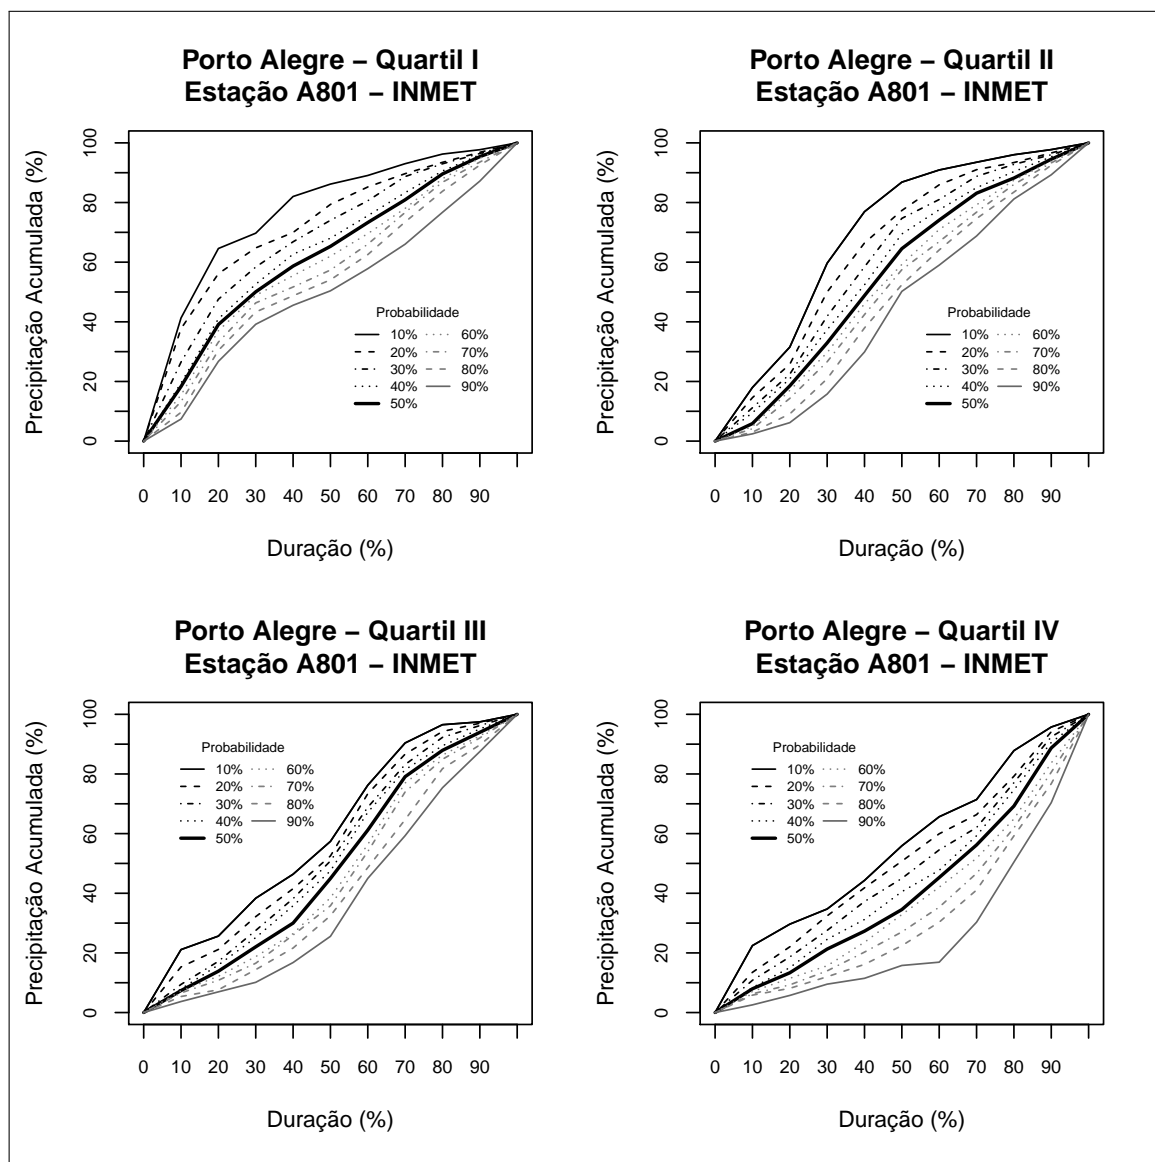 Porto Alegre – Quartil I
Estação A801 – INMET
Precipitação Acumulada (%)
0 20 40 60 80 100
Probabilidade
10% 60%
20% 70%
30% 80%
40% 90%
50%
0 10 20 30 40 50 60 70 80 90
Duração (%)
Porto Alegre – Quartil II
Estação A801 – INMET
Precipitação Acumulada (%)
0 20 40 60 80 100
Probabilidade
10% 60%
20% 70%
30% 80%
40% 90%
50%
0 10 20 30 40 50 60 70 80 90
Duração (%)
Porto Alegre – Quartil III
Estação A801 – INMET
Precipitação Acumulada (%)
0 20 40 60 80 100
Probabilidade
10% 60%
20% 70%
30% 80%
40% 90%
50%
0 10 20 30 40 50 60 70 80 90
Duração (%)
Porto Alegre – Quartil IV
Estação A801 – INMET
Precipitação Acumulada (%)
0 20 40 60 80 100
Probabilidade
10% 60%
20% 70%
30% 80%
40% 90%
50%
0 10 20 30 40 50 60 70 80 90
Duração (%)